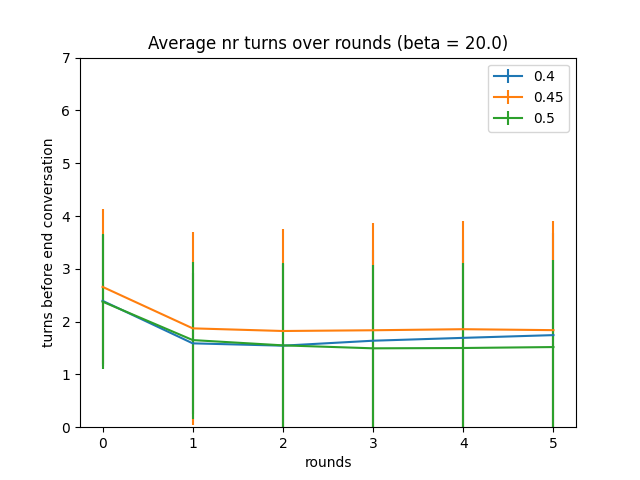 Average nr turns over rounds (beta = 20.0)
7
6
5
4
3
2
1
0
turns before end conversation
0.4
0.45
0.5
0 1 2 3 4 5
rounds